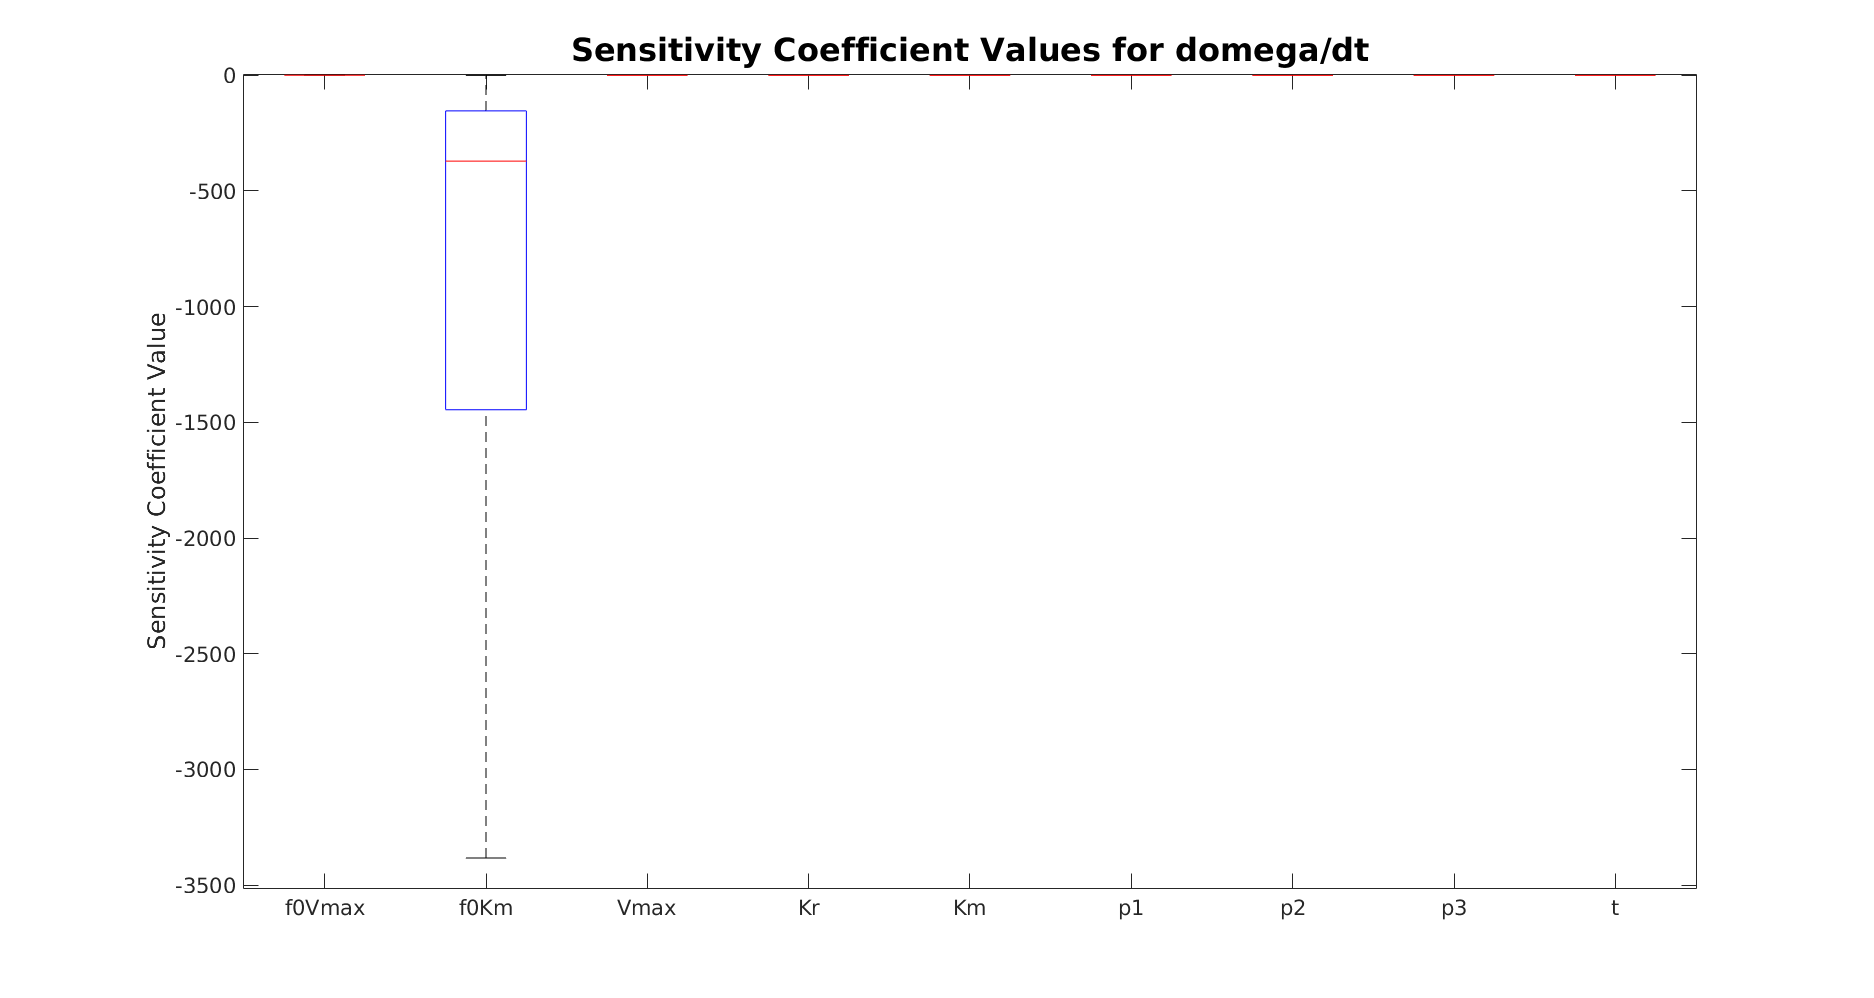 Sensitivity Coefficient Values for domega/dt
Sensitivity Coefficient Value
0
-500
-1000
-1500
-2000
-2500
-3000
-3500
f0Vmax f0Km Vmax Kr Km p1 p2 p3 t